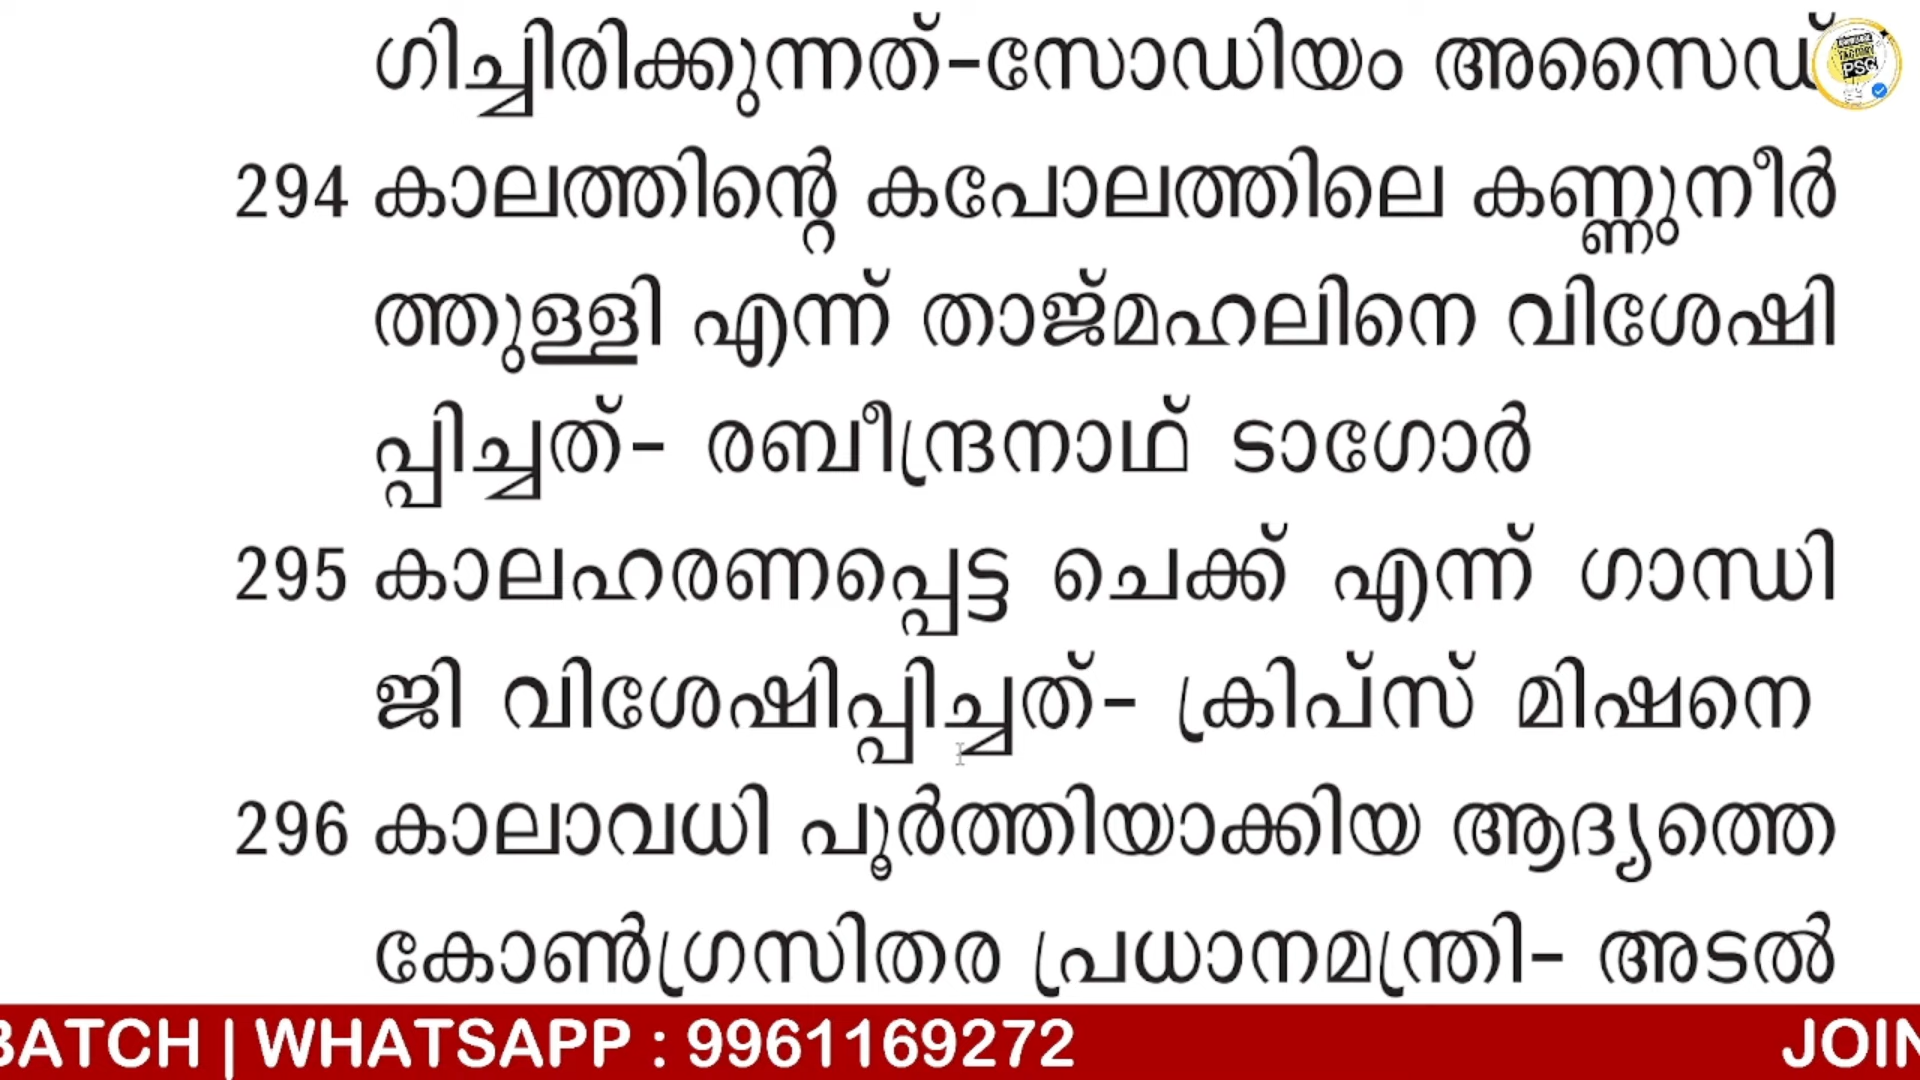 ഗിച്ചിരിക്കുന്നത്-സോഡിയം അസൈഡ്
294 കാലത്തിന്റെ കപോലത്തിലെ കണ്ണുനീർ
ത്തുള്ളി എന്ന് താജ്മഹലിനെ വിശേഷി
പ്പിച്ചത്- രബീന്ദ്രനാഥ് ടാഗോർ
295 കാലഹരണപ്പെട്ട ചെക്ക് എന്ന് ഗാന്ധി
ജി വിശേഷിപ്പിച്ചത്- ക്രിപ്സ് മിഷനെ
296 കാലാവധി പൂർത്തിയാക്കിയ ആദ്യത്തെ
കോൺഗ്രസിതര പ്രധാനമന്ത്രി- അടൽ
BATCH | WHATSAPP : 9961169272 JOIN
PSC